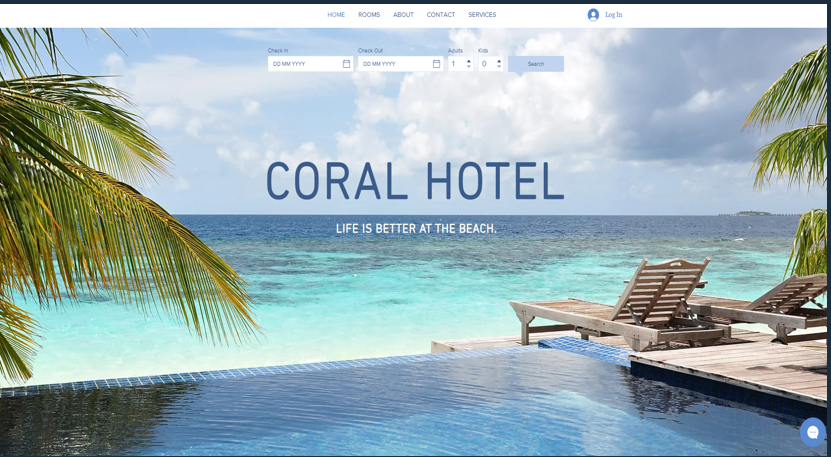 HOME ROOMS ABOUT CONTACT SERVICES Log In
Check In Check Out Adults Kids
DD MM YYYY DD MM YYYY 1 0 Search
CORAL HOTEL
LIFE IS BETTER AT THE BEACH.